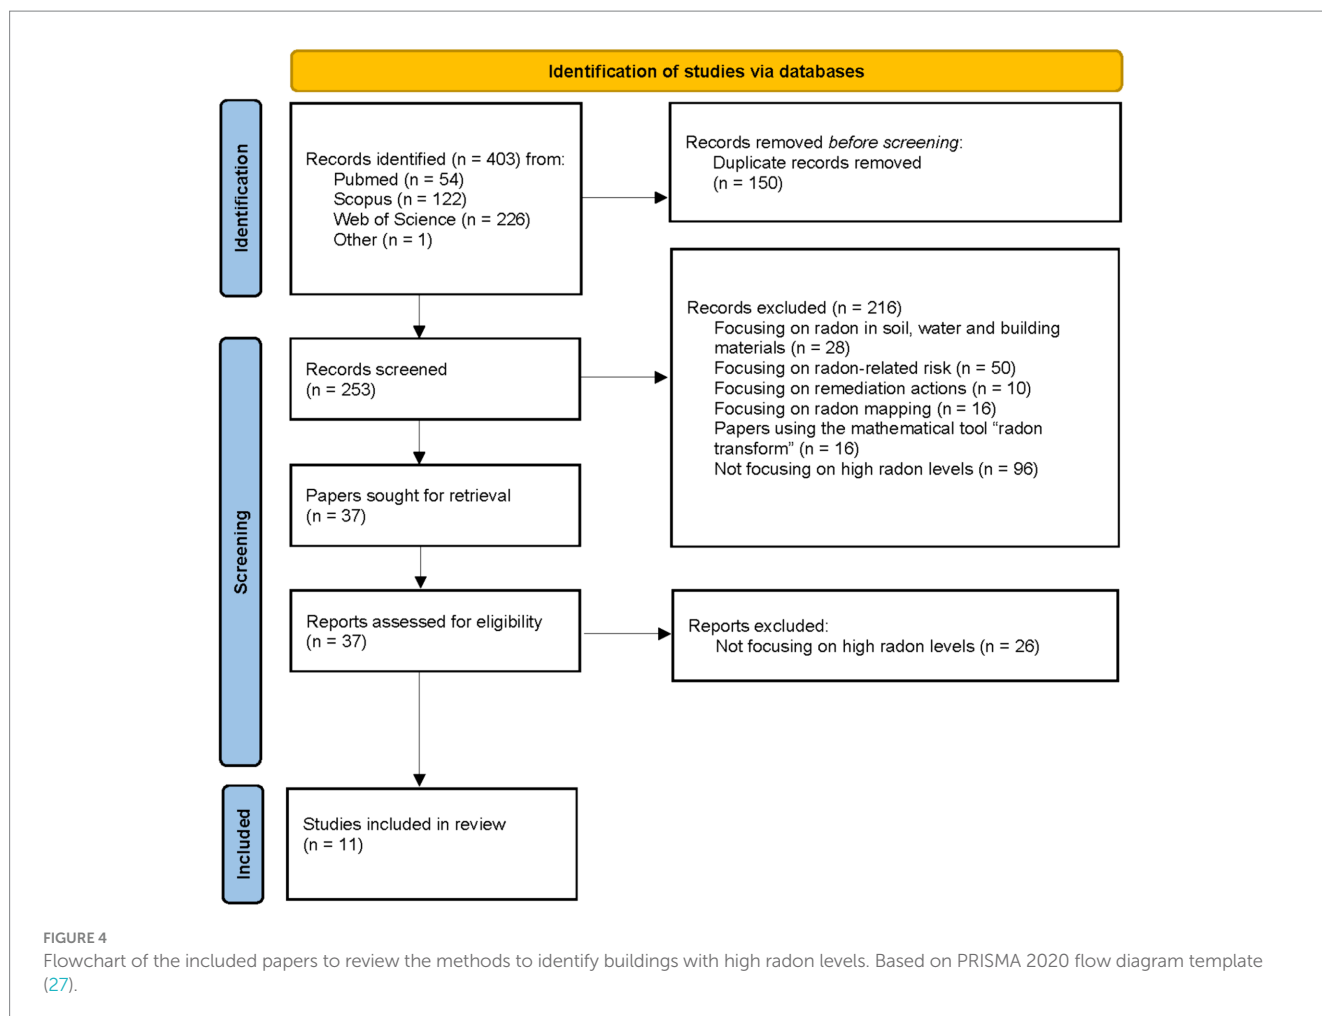 Identification of studies via databases
Identification
Records identified (n = 403) from:
Pubmed (n = 54)
Scopus (n = 122)
Web of Science (n = 226)
Other (n = 1)
Records removed before screening:
Duplicate records removed
(n = 150)
Screening
Records screened
(n = 253)
Records excluded (n = 216)
Focusing on radon in soil, water and building
materials (n = 28)
Focusing on radon-related risk (n = 50)
Focusing on remediation actions (n = 10)
Focusing on radon mapping (n = 16)
Papers using the mathematical tool “radon
transform” (n = 16)
Not focusing on high radon levels (n = 96)
Papers sought for retrieval
(n = 37)
Reports assessed for eligibility
(n = 37)
Reports excluded:
Not focusing on high radon levels (n = 26)
Included
Studies included in review
(n = 11)
FIGURE 4
Flowchart of the included papers to review the methods to identify buildings with high radon levels. Based on PRISMA 2020 flow diagram template
(27).